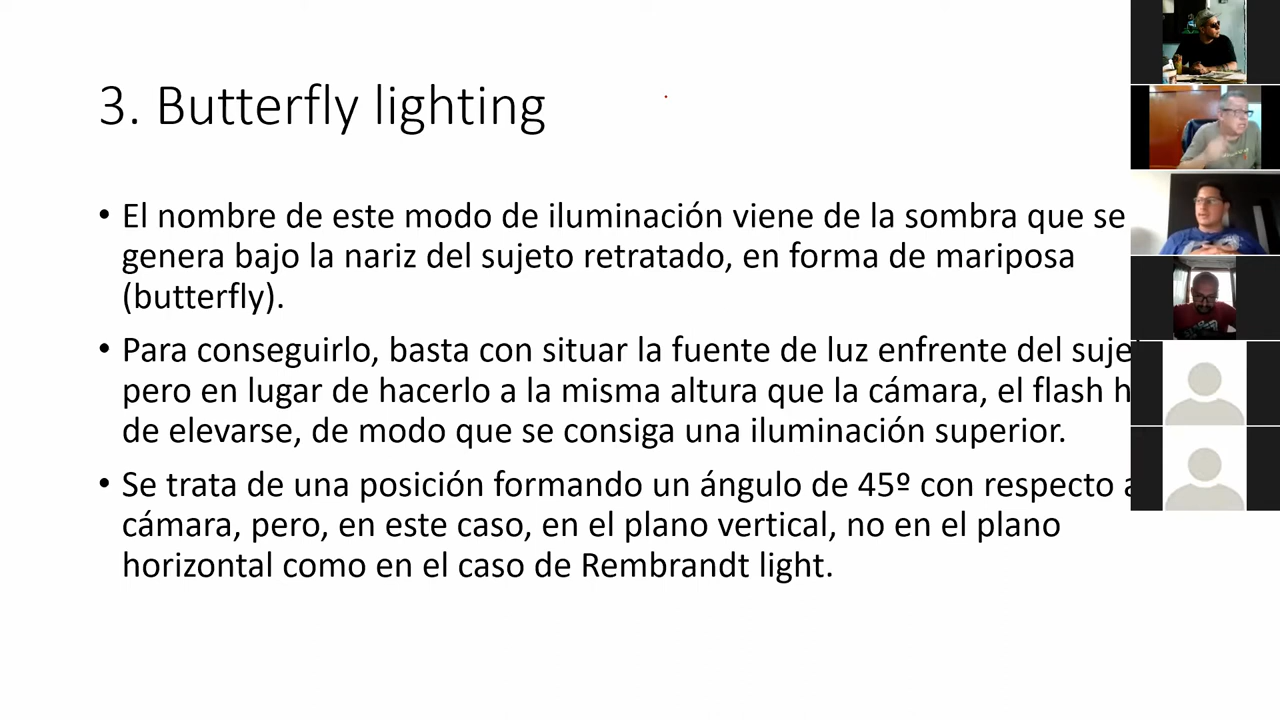 3. Butterfly lighting
• El nombre de este modo de iluminación viene de la sombra que se
genera bajo la nariz del sujeto retratado, en forma de mariposa
(butterfly).
• Para conseguirlo, basta con situar la fuente de luz enfrente del
pero en lugar de hacerlo a la misma altura que la cámara, el flash
de elevarse, de modo que se consiga una iluminación superior.
• Se trata de una posición formando un ángulo de 45º con respecto
cámara, pero, en este caso, en el plano vertical, no en el plano
horizontal como en el caso de Rembrandt light.